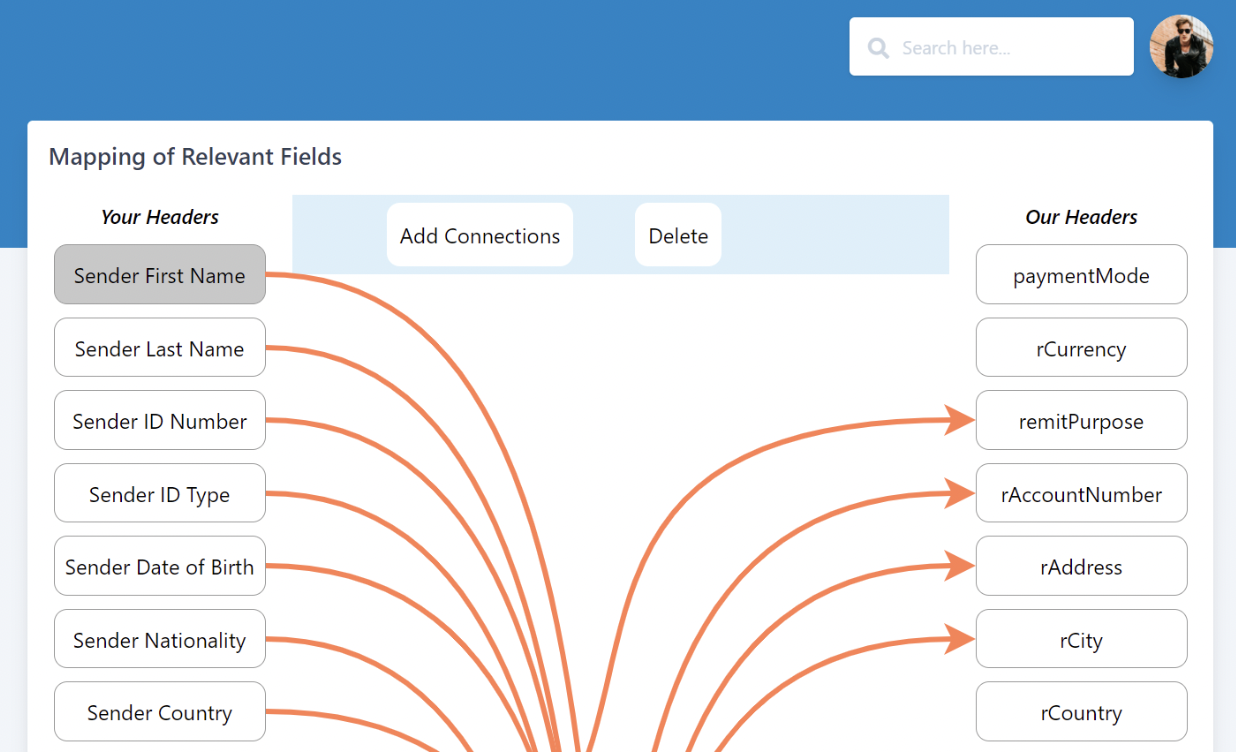 Search here...
Mapping of Relevant Fields
Your Headers
Add Connections
Delete
Our Headers
Sender First Name
paymentMode
Sender Last Name
rCurrency
Sender ID Number
remitPurpose
Sender ID Type
rAccountNumber
Sender Date of Birth
rAddress
Sender Nationality
rCity
Sender Country
rCountry